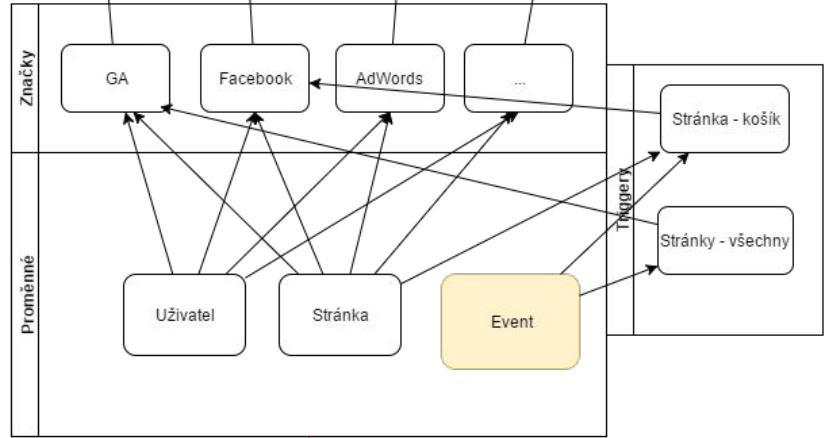 Značky
GA
Facebook
AdWords
...
Triggery
Stránka - košík
Stránky - všechny
Proměnné
Uživatel
Stránka
Event